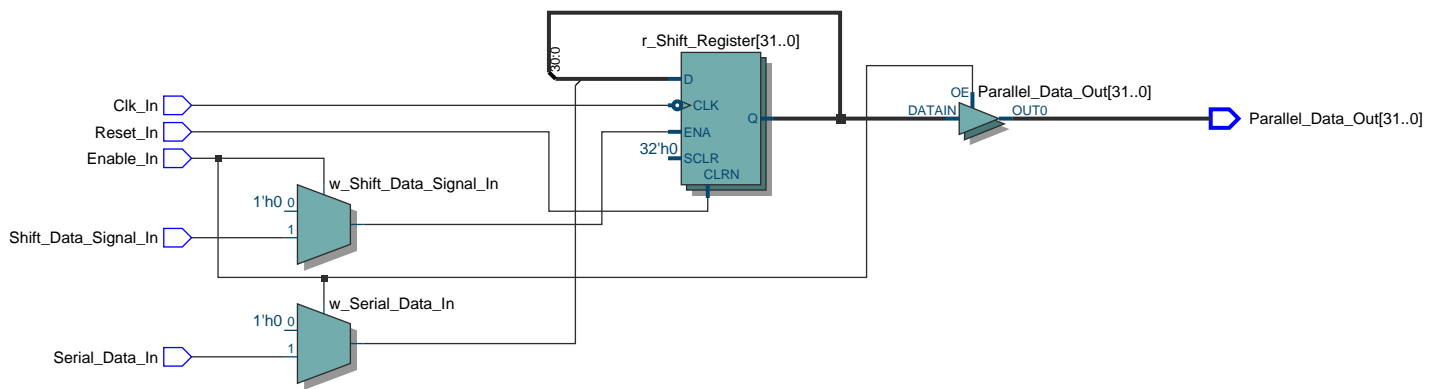 r_Shift_Register[31..0]
30:0
D
Clk_In
CLK
OE
Parallel_Data_Out[31..0]
DATAIN
OUT0
Q
Parallel_Data_Out[31..0]
Reset_In
ENA
Enable_In
32'h0
SCLR
CLRN
w_Shift_Data_Signal_In
1'h0 0
Shift_Data_Signal_In
1
w_Serial_Data_In
1'h0 0
Serial_Data_In
1